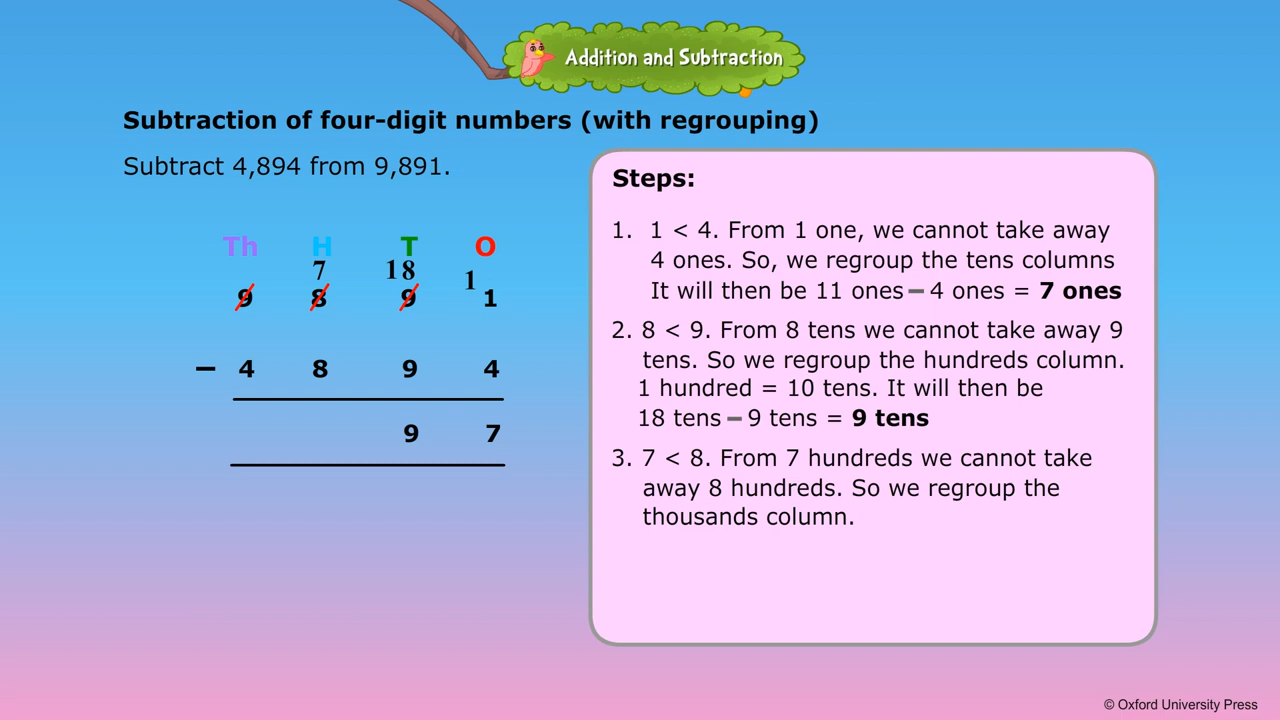 Addition and Subtraction
Subtraction of four-digit numbers (with regrouping)
Subtract 4,894 from 9,891.
Th H T O
7 18 1
9 8 9 1
− 4 8 9 4
9 7
Steps:
1. 1 < 4. From 1 one, we cannot take away
4 ones. So, we regroup the tens columns
It will then be 11 ones − 4 ones = 7 ones
2. 8 < 9. From 8 tens we cannot take away 9
tens. So we regroup the hundreds column.
1 hundred = 10 tens. It will then be
18 tens − 9 tens = 9 tens
3. 7 < 8. From 7 hundreds we cannot take
away 8 hundreds. So we regroup the
thousands column.
© Oxford University Press